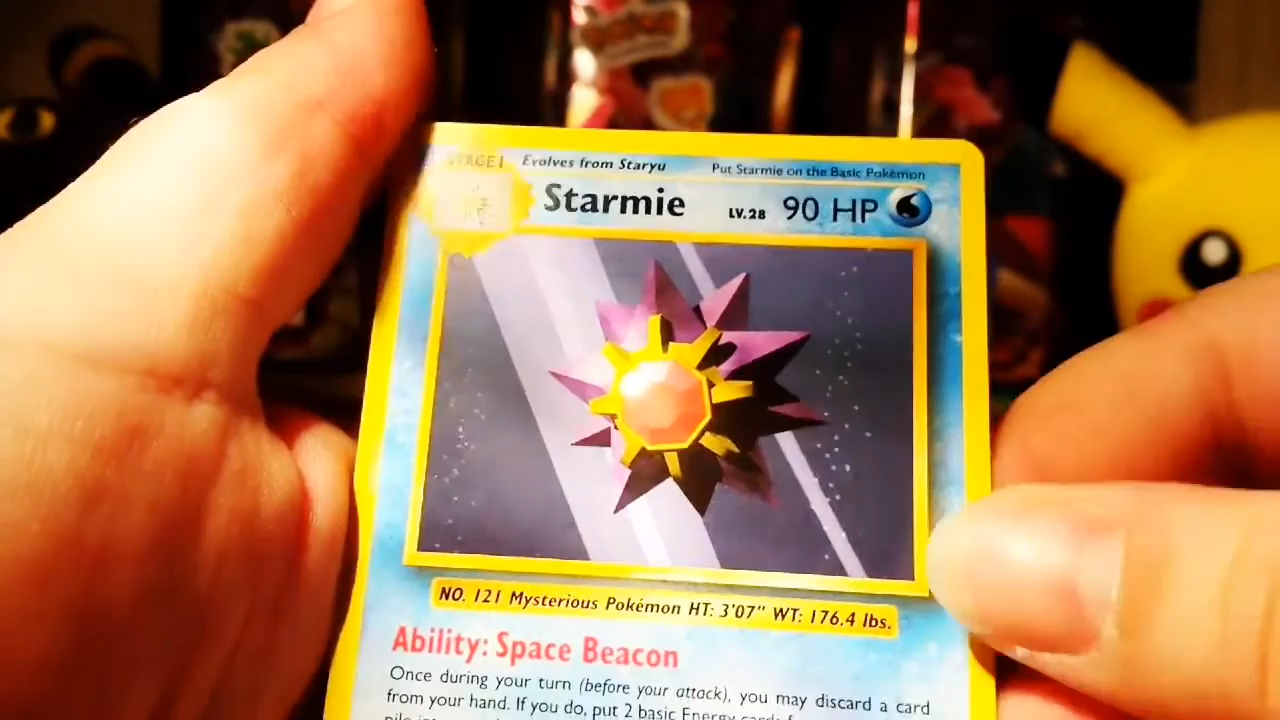 STAGE 1 Evolves from Staryu Put Starmie on the Basic Pokémon
Starmie LV.28 90 HP
NO. 121 Mysterious Pokémon HT: 3'07" WT: 176.4 lbs.
Ability: Space Beacon
Once during your turn (before your attack), you may discard a card
from your hand. If you do, put 2 basic Energy cards